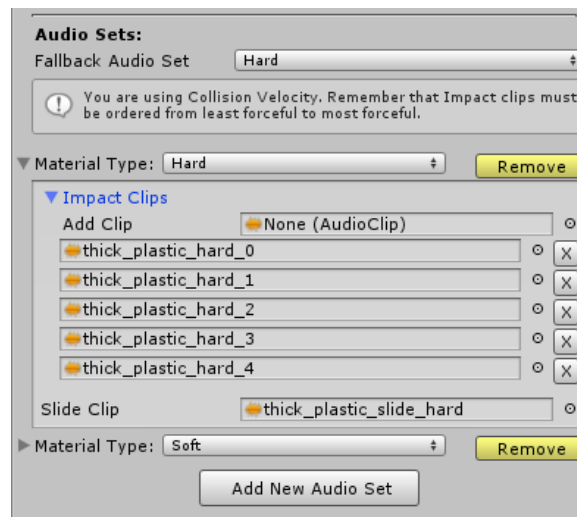 Audio Sets:
Fallback Audio Set Hard
You are using Collision Velocity. Remember that Impact clips must
be ordered from least forceful to most forceful.
Material Type: Hard Remove
Impact Clips
Add Clip None (AudioClip)
thick_plastic_hard_0 X
thick_plastic_hard_1 X
thick_plastic_hard_2 X
thick_plastic_hard_3 X
thick_plastic_hard_4 X
Slide Clip thick_plastic_slide_hard
Material Type: Soft Remove
Add New Audio Set